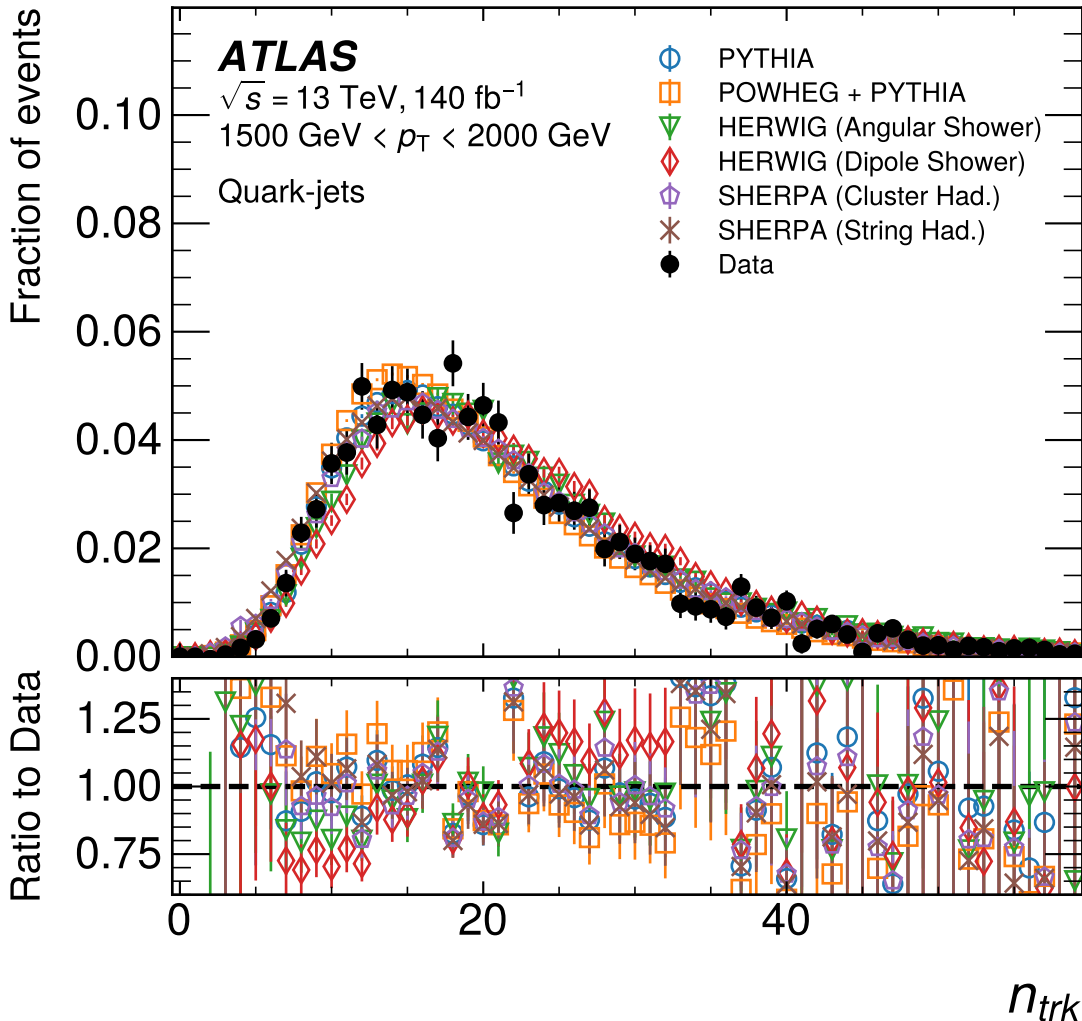 Fraction of events
0.10
0.08
0.06
0.04
0.02
0.00
ATLAS
√s = 13 TeV, 140 fb⁻¹
1500 GeV < p_T < 2000 GeV
Quark-jets
PYTHIA
POWHEG + PYTHIA
HERWIG (Angular Shower)
HERWIG (Dipole Shower)
SHERPA (Cluster Had.)
SHERPA (String Had.)
Data
Ratio to Data
1.25
1.00
0.75
0 20 40
n_trk